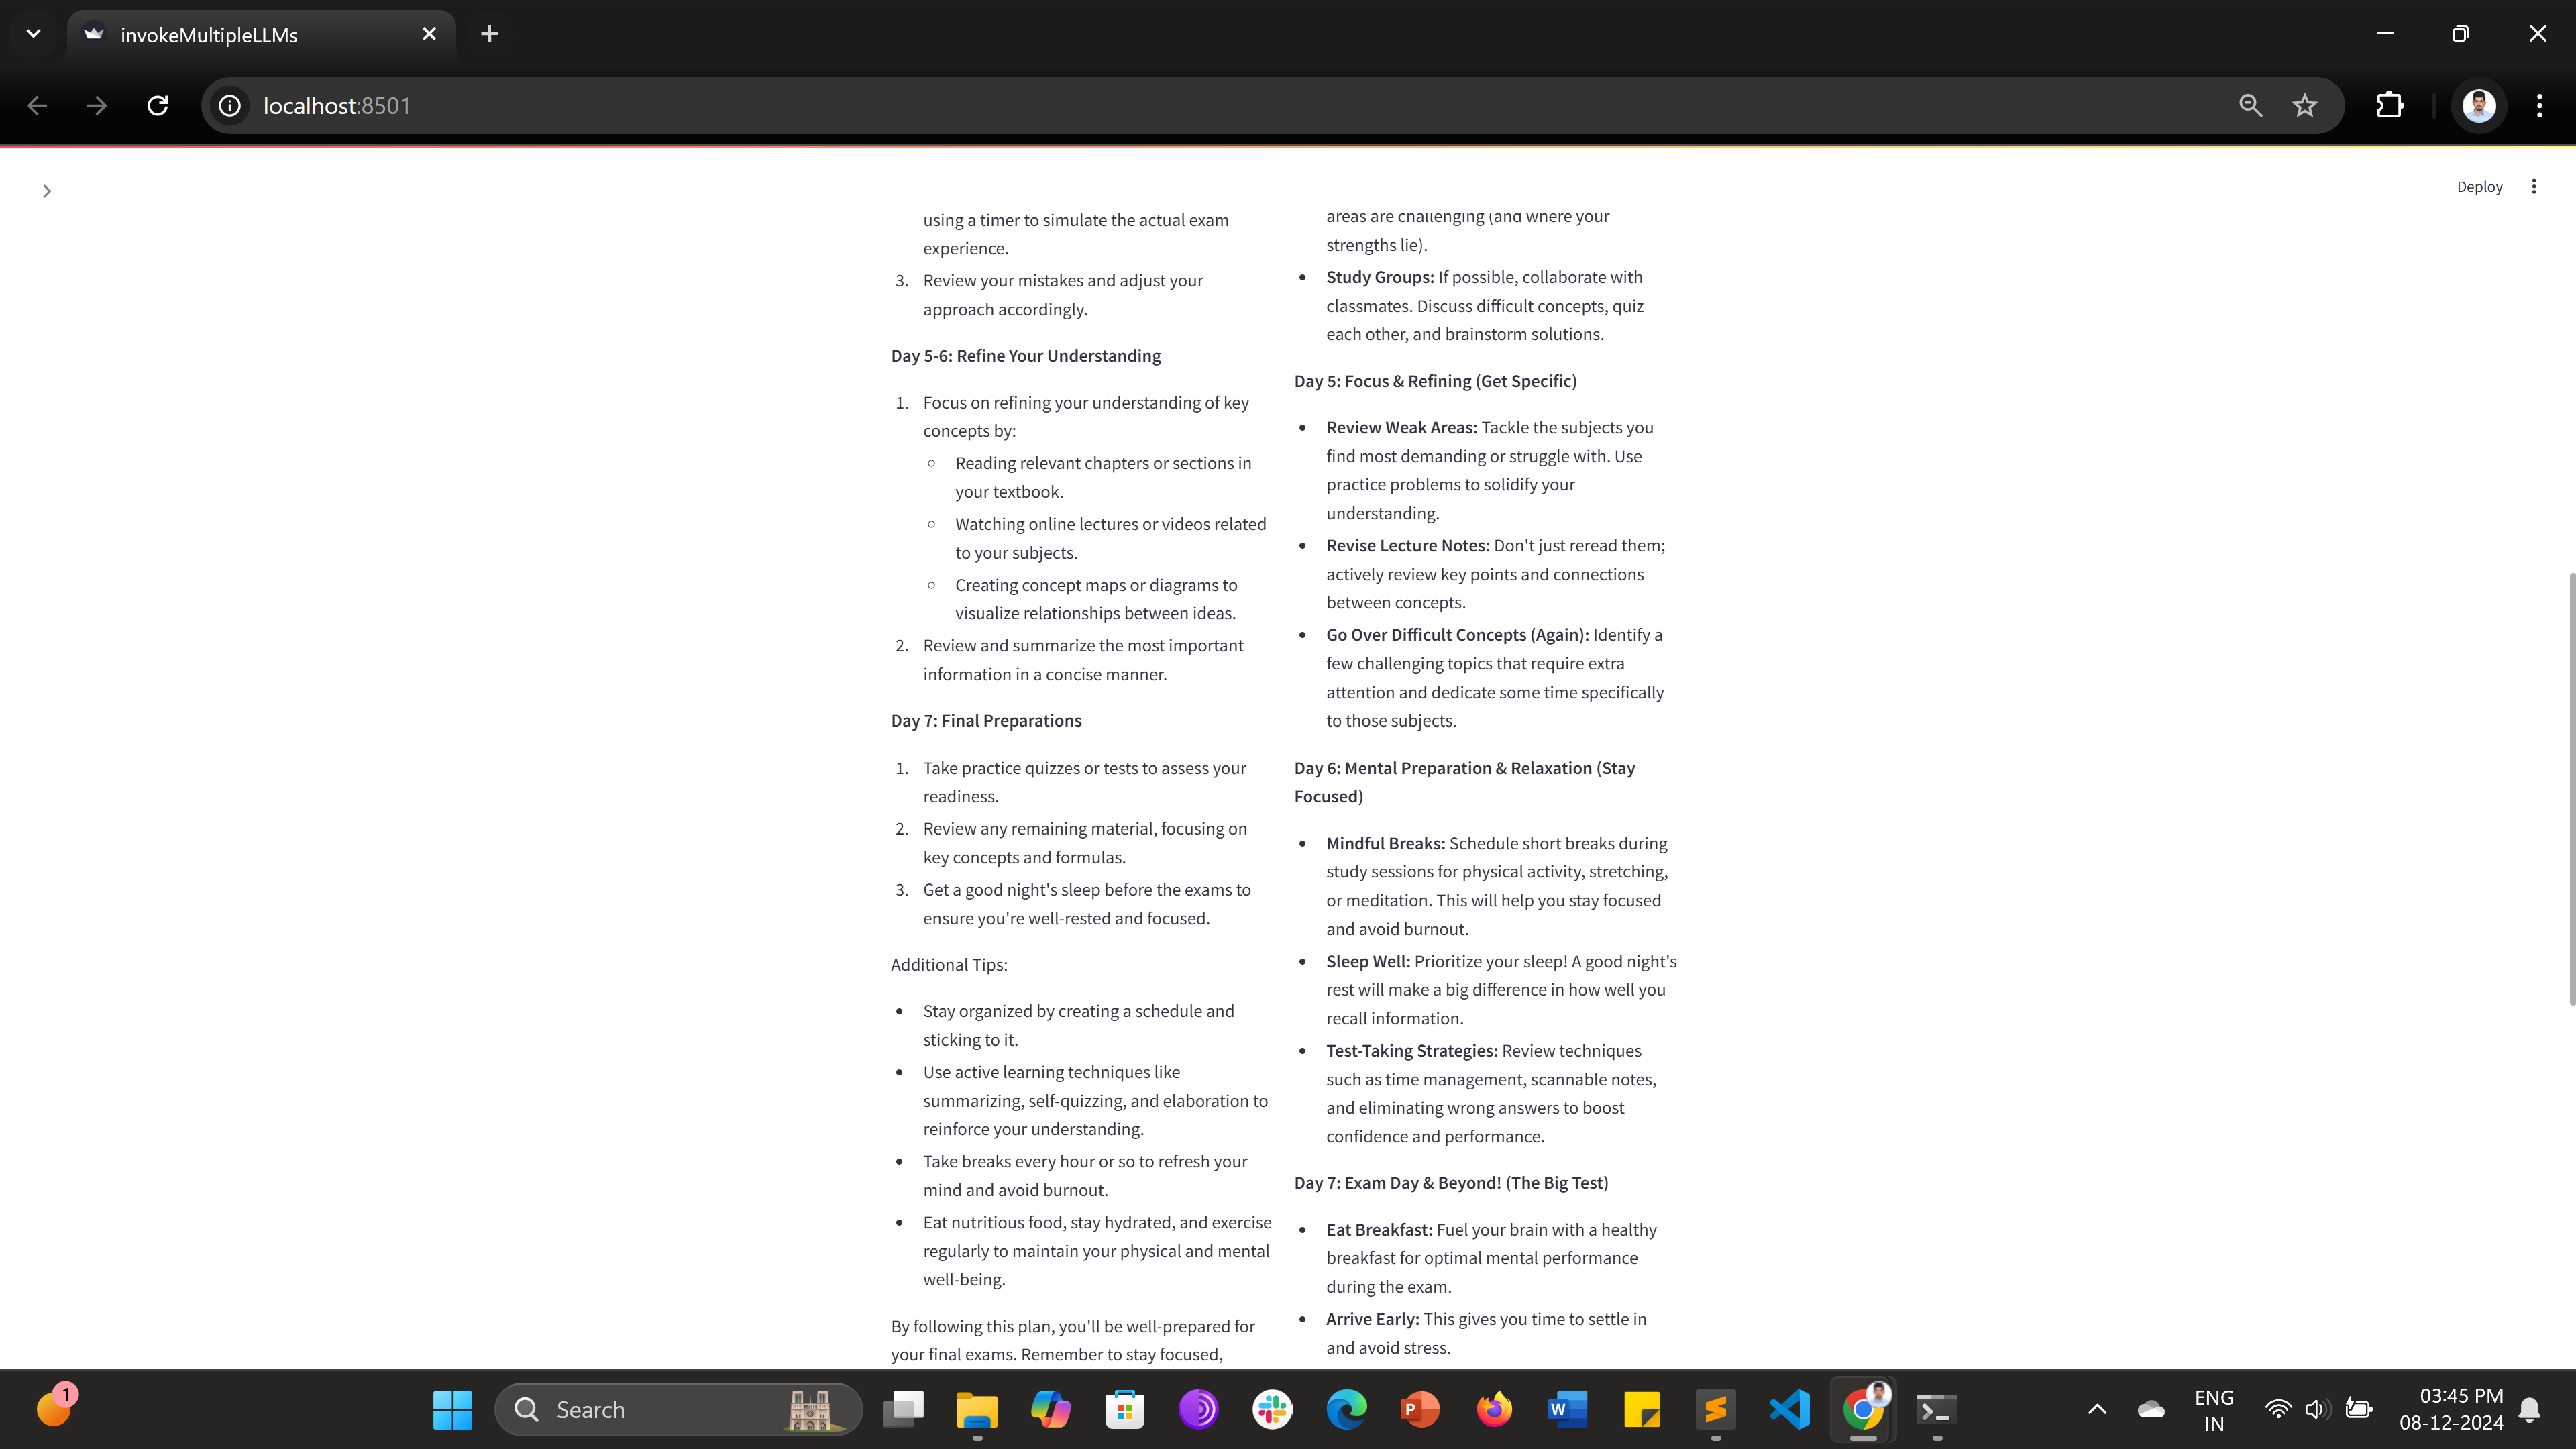 invokeMultipleLLMs
localhost:8501
Deploy
using a timer to simulate the actual exam
experience.
3. Review your mistakes and adjust your
approach accordingly.
Day 5-6: Refine Your Understanding
1. Focus on refining your understanding of key
concepts by:
Reading relevant chapters or sections in
your textbook.
Watching online lectures or videos related
to your subjects.
Creating concept maps or diagrams to
visualize relationships between ideas.
2. Review and summarize the most important
information in a concise manner.
Day 7: Final Preparations
1. Take practice quizzes or tests to assess your
readiness.
2. Review any remaining material, focusing on
key concepts and formulas.
3. Get a good night's sleep before the exams to
ensure you're well-rested and focused.
Additional Tips:
Stay organized by creating a schedule and
sticking to it.
Use active learning techniques like
summarizing, self-quizzing, and elaboration to
reinforce your understanding.
Take breaks every hour or so to refresh your
mind and avoid burnout.
Eat nutritious food, stay hydrated, and exercise
regularly to maintain your physical and mental
well-being.
By following this plan, you'll be well-prepared for
your final exams. Remember to stay focused,
areas are challenging (and where your
strengths lie).
Study Groups: If possible, collaborate with
classmates. Discuss difficult concepts, quiz
each other, and brainstorm solutions.
Day 5: Focus & Refining (Get Specific)
Review Weak Areas: Tackle the subjects you
find most demanding or struggle with. Use
practice problems to solidify your
understanding.
Revise Lecture Notes: Don't just reread them;
actively review key points and connections
between concepts.
Go Over Difficult Concepts (Again): Identify a
few challenging topics that require extra
attention and dedicate some time specifically
to those subjects.
Day 6: Mental Preparation & Relaxation (Stay
Focused)
Mindful Breaks: Schedule short breaks during
study sessions for physical activity, stretching,
or meditation. This will help you stay focused
and avoid burnout.
Sleep Well: Prioritize your sleep! A good night's
rest will make a big difference in how well you
recall information.
Test-Taking Strategies: Review techniques
such as time management, scannable notes,
and eliminating wrong answers to boost
confidence and performance.
Day 7: Exam Day & Beyond! (The Big Test)
Eat Breakfast: Fuel your brain with a healthy
breakfast for optimal mental performance
during the exam.
Arrive Early: This gives you time to settle in
and avoid stress.
1
Search
P
W
ENG
IN
03:45 PM
08-12-2024